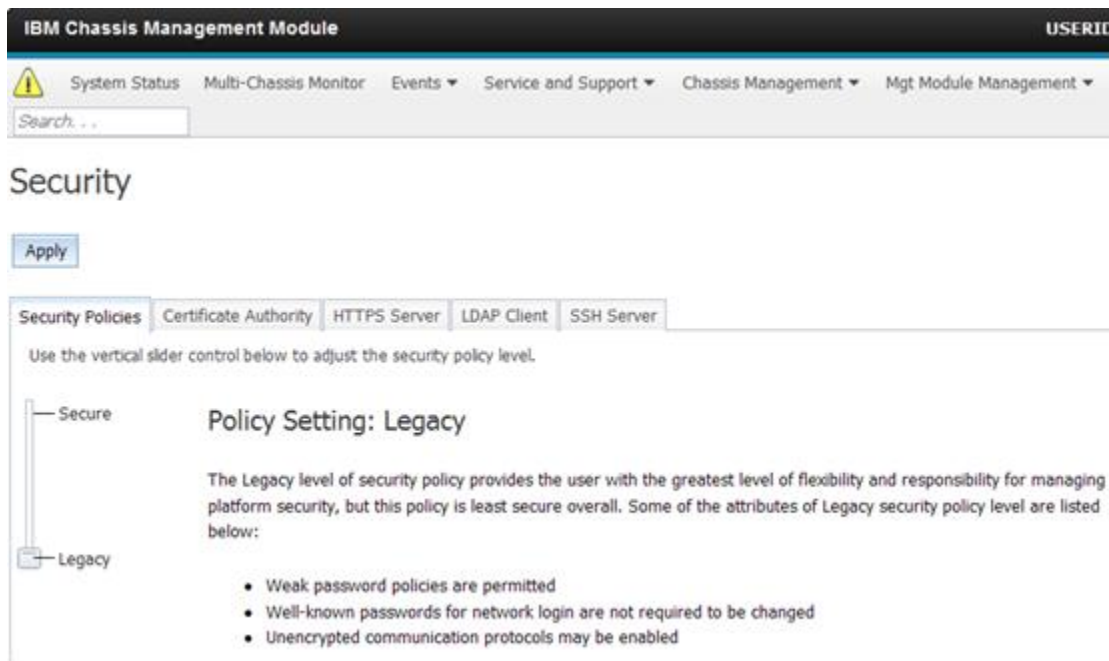 IBM Chassis Management Module USERID
System Status Multi-Chassis Monitor Events Service and Support Chassis Management Mgt Module Management
Search. . .
Security
Apply
Security Policies Certificate Authority HTTPS Server LDAP Client SSH Server
Use the vertical slider control below to adjust the security policy level.
Secure
Policy Setting: Legacy
The Legacy level of security policy provides the user with the greatest level of flexibility and responsibility for managing
platform security, but this policy is least secure overall. Some of the attributes of Legacy security policy level are listed
below:
Legacy
• Weak password policies are permitted
• Well-known passwords for network login are not required to be changed
• Unencrypted communication protocols may be enabled